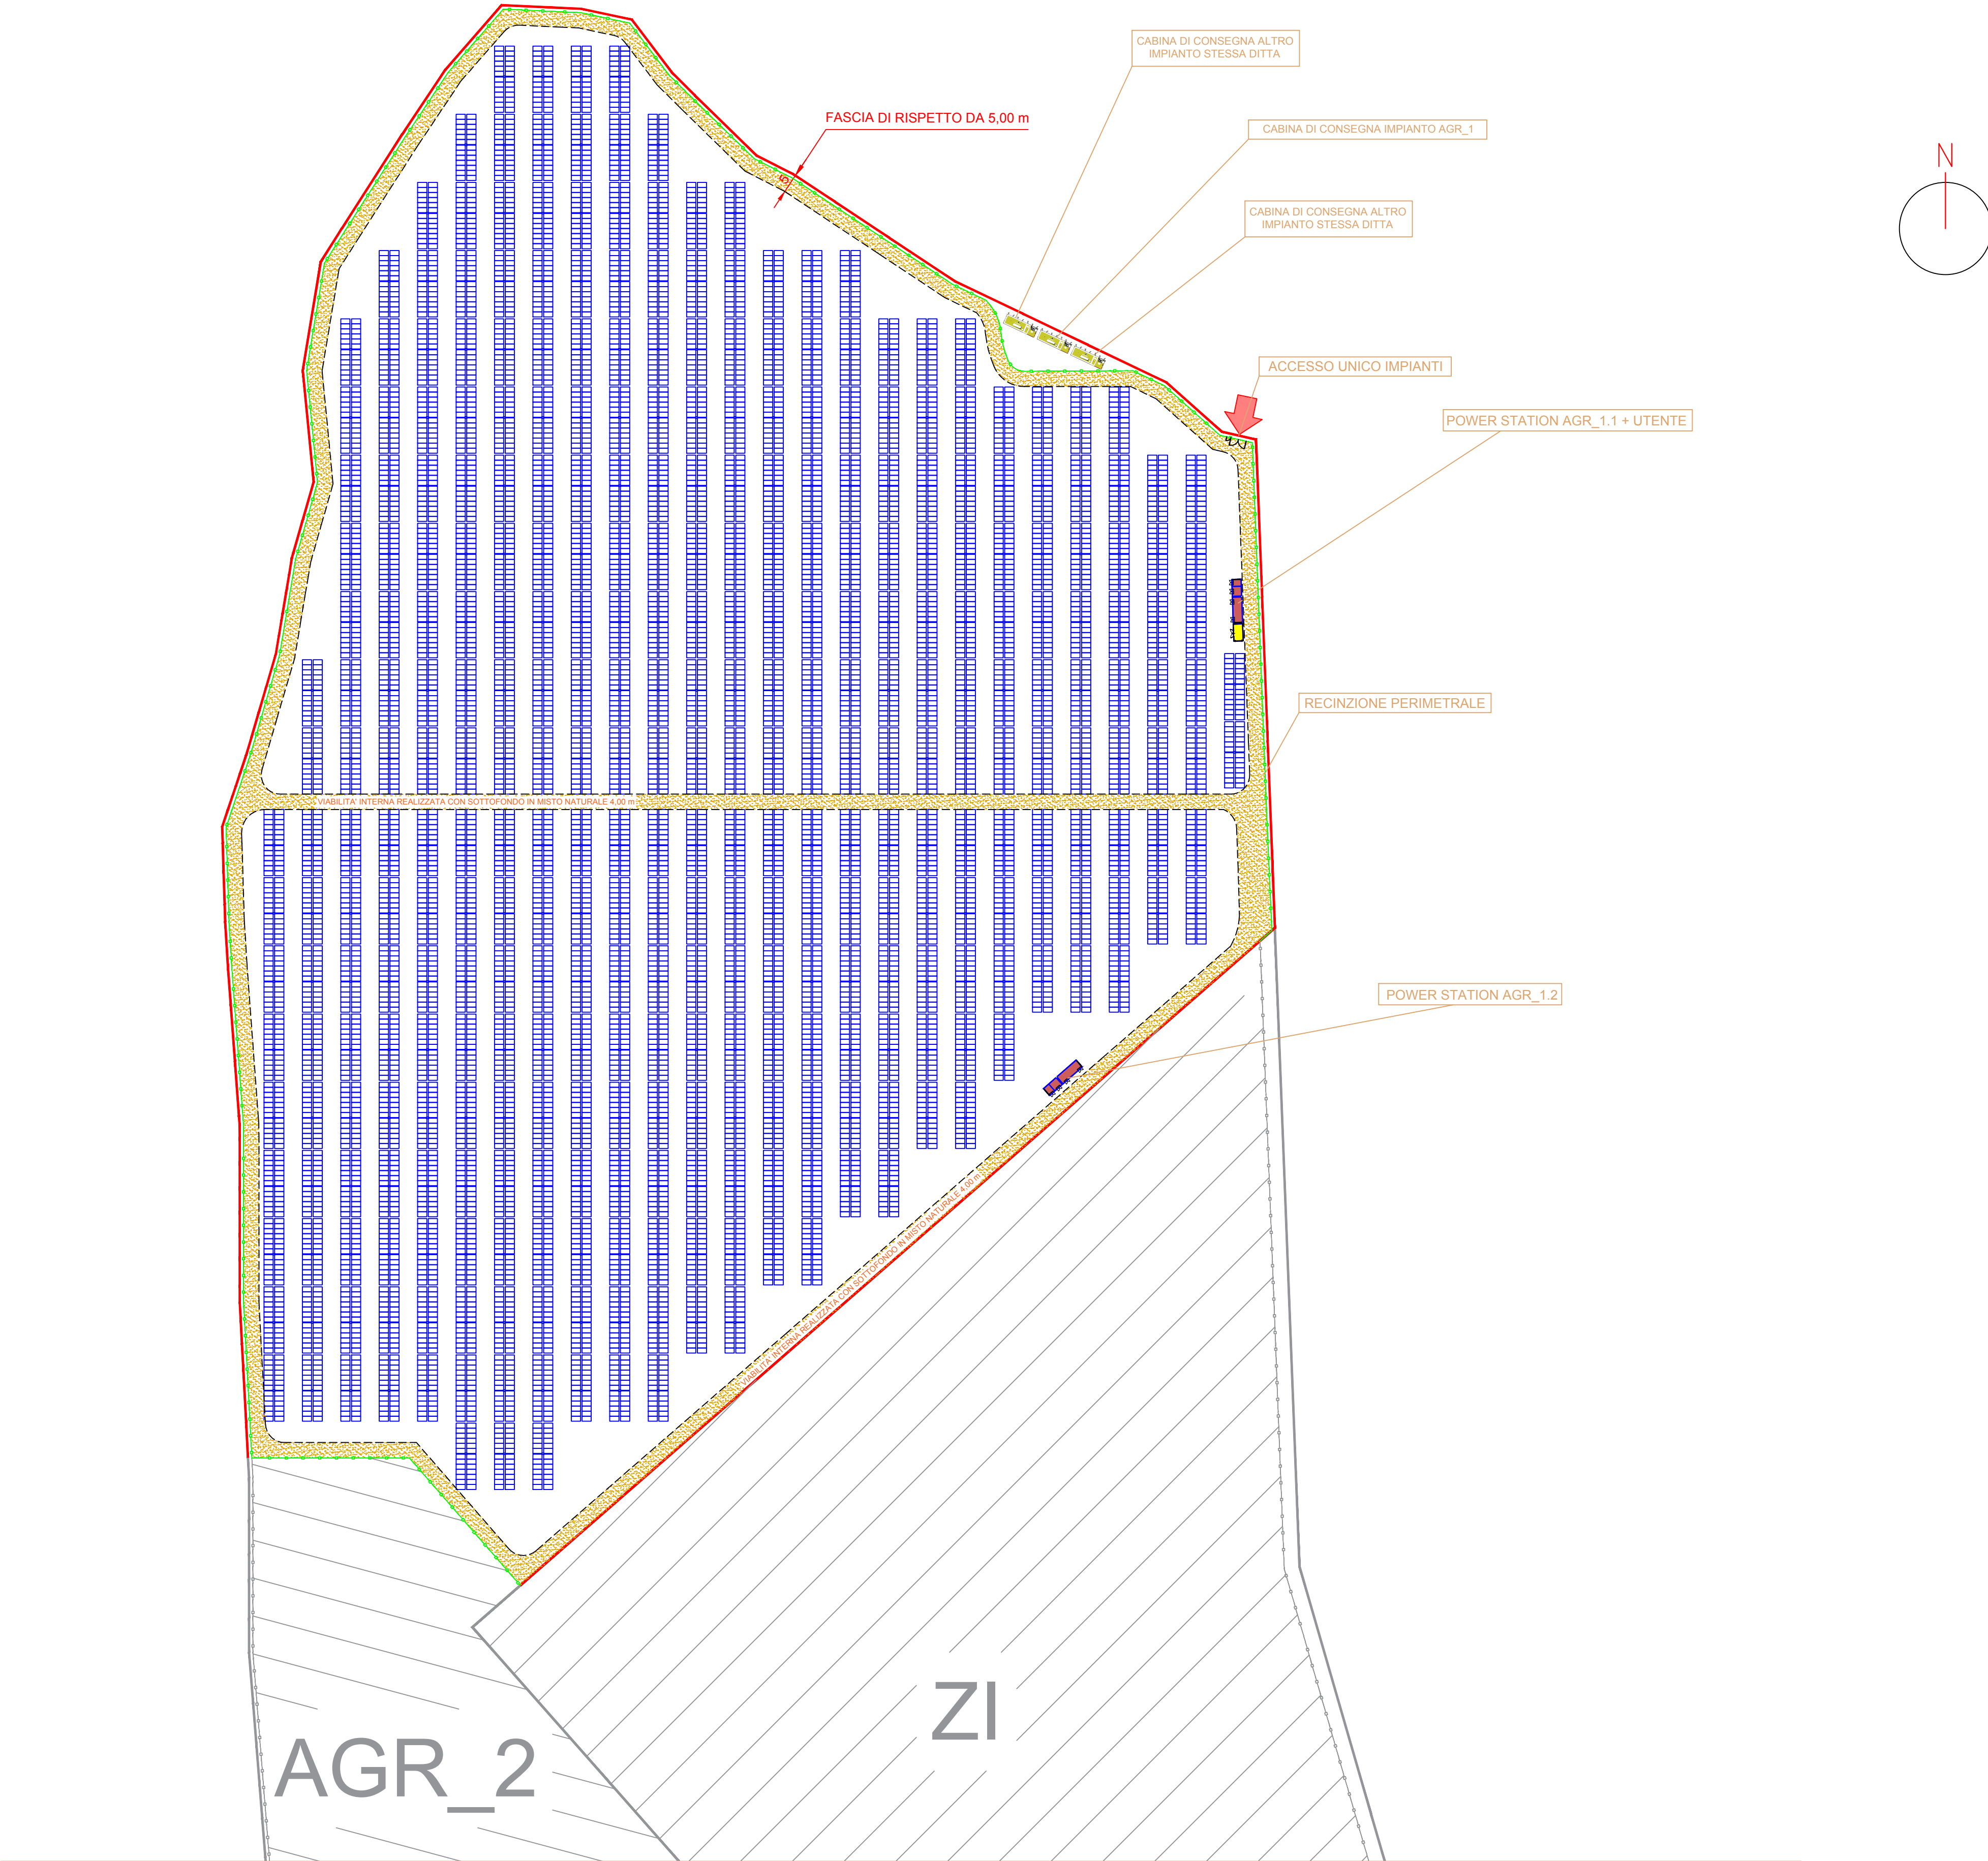 CABINA DI CONSEGNA ALTRO
IMPIANTO STESSA DITTA
FASCIA DI RISPETTO DA 5,00 m
CABINA DI CONSEGNA IMPIANTO AGR_1
N
5
CABINA DI CONSEGNA ALTRO
IMPIANTO STESSA DITTA
ACCESSO UNICO IMPIANTI
POWER STATION AGR_1.1 + UTENTE
RECINZIONE PERIMETRALE
VIABILITA' INTERNA REALIZZATA CON SOTTOFONDO IN MISTO NATURALE 4,00 m
POWER STATION AGR_1.2
VIABILITA' INTERNA REALIZZATA CON SOTTOFONDO IN MISTO NATURALE 4,00 m
ZI
AGR_2